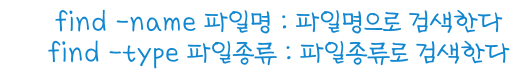 find -name 파일명 : 파일명으로 검색한다
find -type 파일종류 : 파일종류로 검색한다